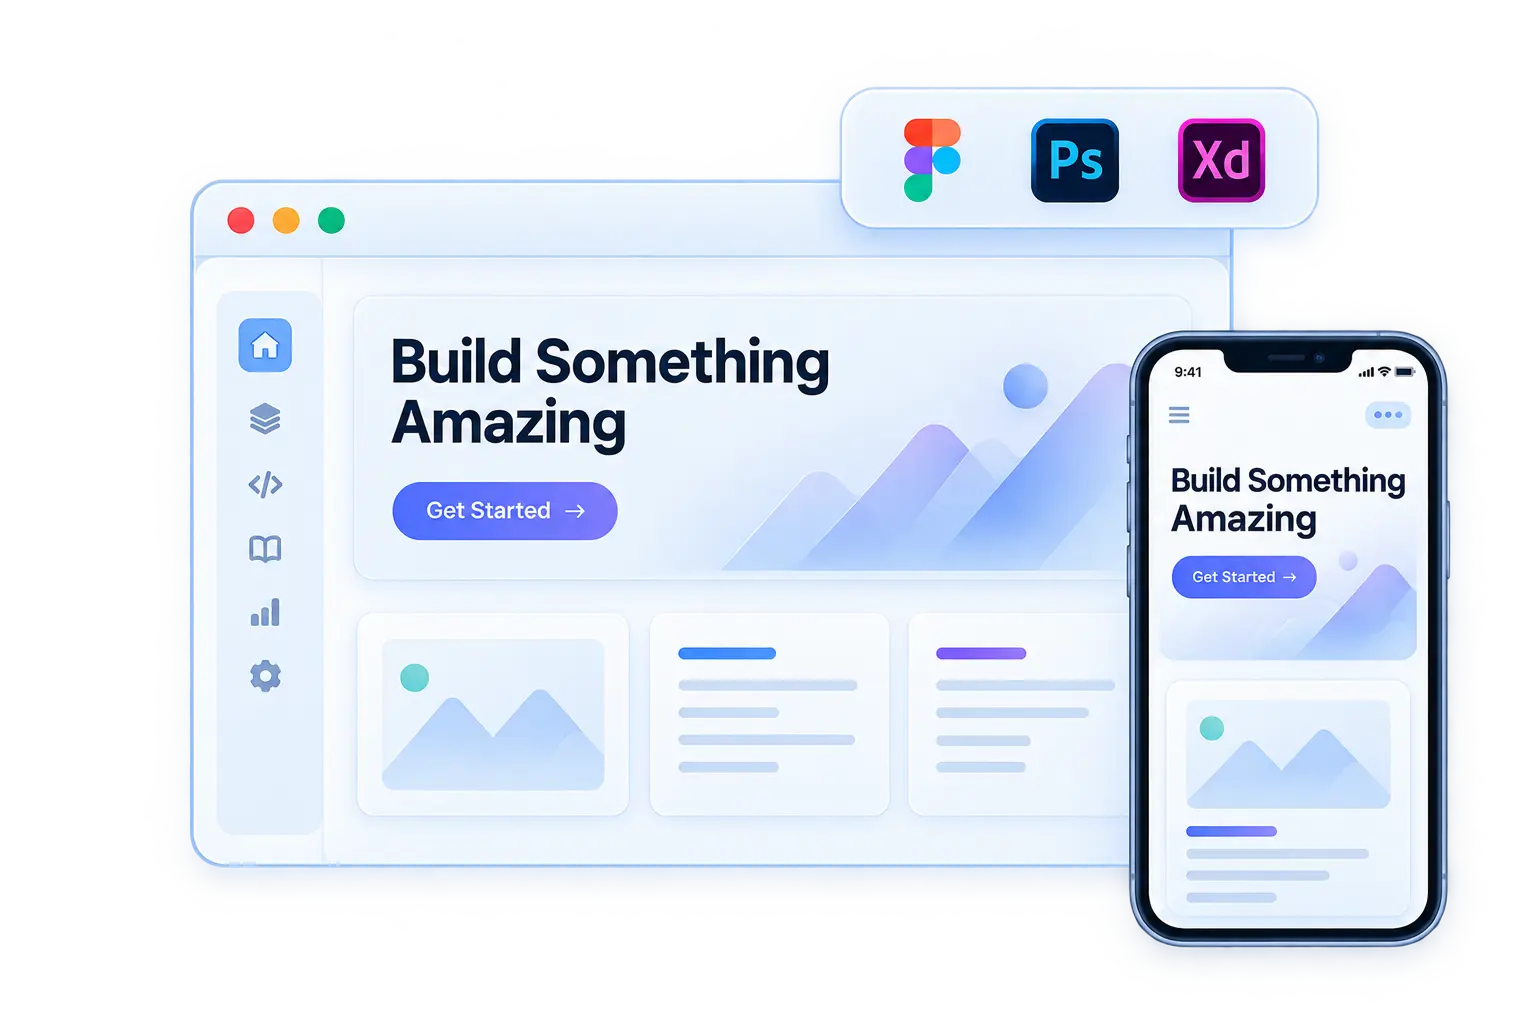 Ps
Xd
Build Something
Amazing
Get Started →
9:41
Build Something
Amazing
Get Started →